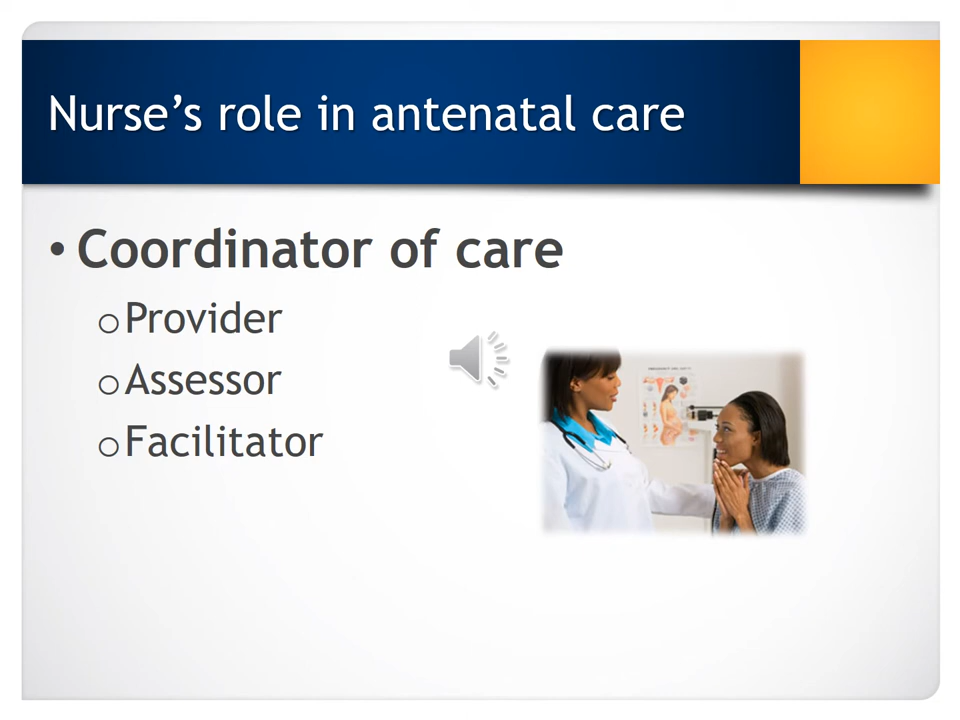 Nurse’s role in antenatal care
• Coordinator of care
o Provider
o Assessor
o Facilitator